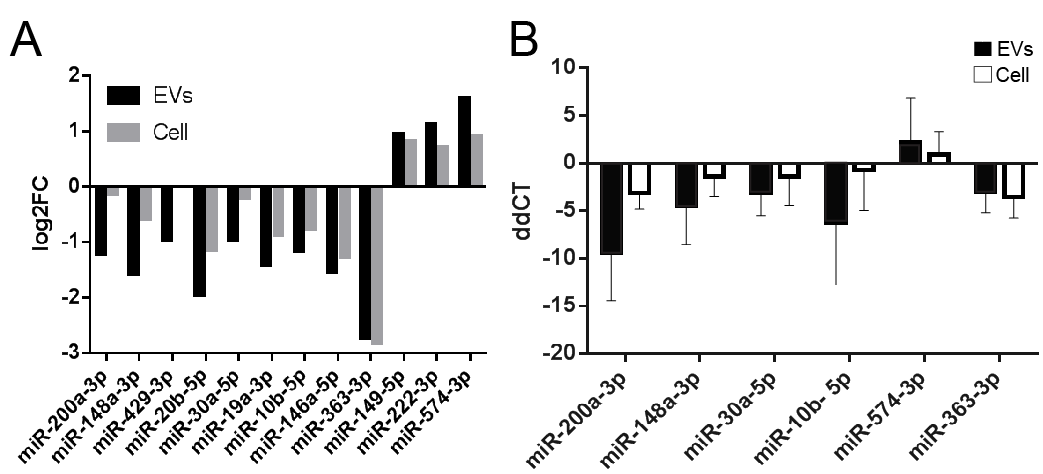 A
EVs
Cell
log2FC
2
1
0
-1
-2
-3
miR-200a-3p
miR-148a-3p
miR-429-3p
miR-20b-5p
miR-30a-5p
miR-19a-3p
miR-10b-5p
miR-146a-5p
miR-363-3p
miR-149-5p
miR-222-3p
miR-574-3p
B
EVs
Cell
ddCT
10
5
0
-5
-10
-15
-20
miR-200a-3p
miR-148a-3p
miR-30a-5p
miR-10b- 5p
miR-574-3p
miR-363-3p